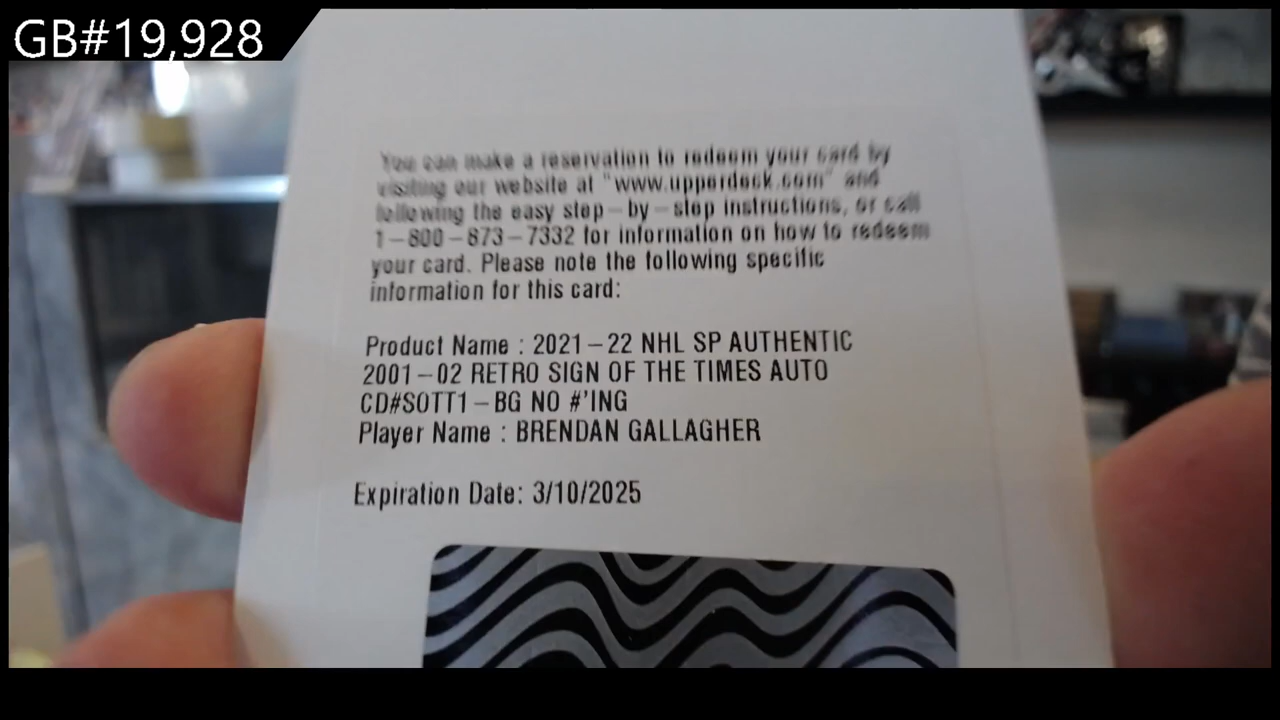 GB#19,928
You can make a reservation to redeem your card by
visiting our website at "www.upperdeck.com" and
following the easy step-by-step instructions, or call
1-800-873-7332 for information on how to redeem
your card. Please note the following specific
information for this card:
Product Name : 2021-22 NHL SP AUTHENTIC
2001-02 RETRO SIGN OF THE TIMES AUTO
CD#SOTT1-BG NO #'ING
Player Name : BRENDAN GALLAGHER
Expiration Date: 3/10/2025